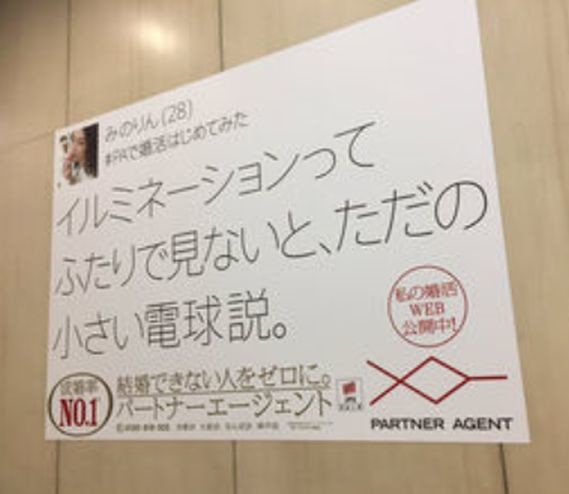 みのりん(28)
#PAで婚活はじめてみた
イルミネーションって
ふたりで見ないと、ただの
小さい電球説。
私の婚活
WEB
公開中!
成婚率
NO.1
結婚できない人をゼロに。
パートナーエージェント
PARTNER AGENT